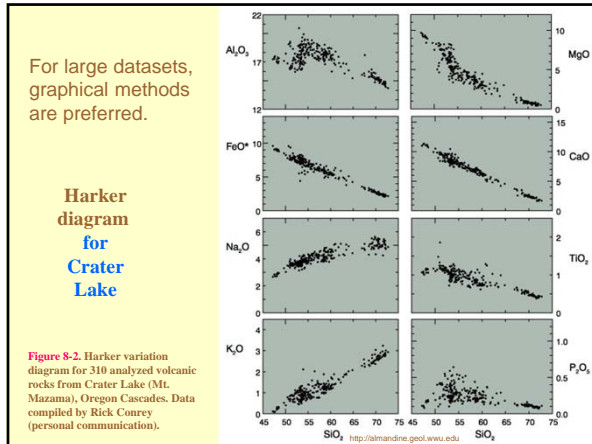 For large datasets,
graphical methods
are preferred.
Harker
diagram
for
Crater
Lake
Figure 8-2. Harker variation
diagram for 310 analyzed volcanic
rocks from Crater Lake (Mt.
Mazama), Oregon Cascades. Data
compiled by Rick Conrey
(personal communication).
22
Al₂O₃
17
12
10
MgO
5
0
FeO*
10
5
0
15
CaO
10
5
0
6
Na₂O
4
2
0
2
TiO₂
1
0
4
K₂O
3
2
1
0
1.0
P₂O₅
0.5
0.0
45 50 55 60 65 70 75
SiO₂
45 50 55 60 65 70 75
SiO₂
http://almandine.geol.wwu.edu